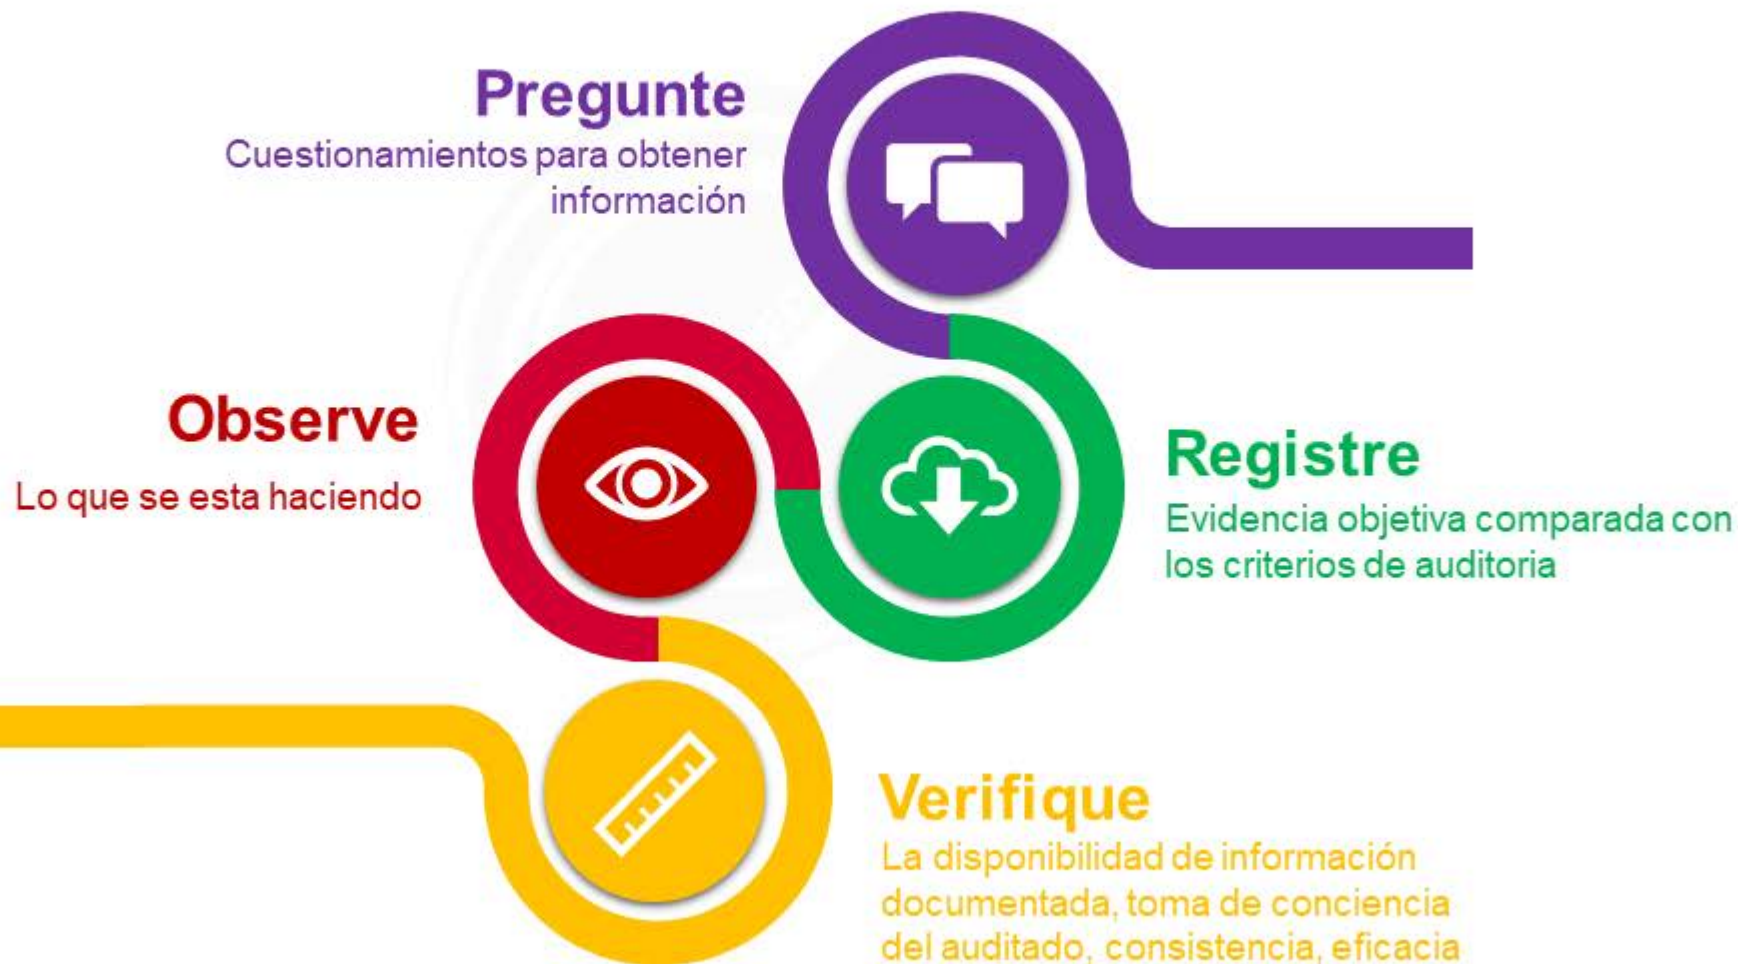 Pregunte
Cuestionamientos para obtener
información
Observe
Lo que se esta haciendo
Registre
Evidencia objetiva comparada con
los criterios de auditoria
Verifique
La disponibilidad de información
documentada, toma de conciencia
del auditado, consistencia, eficacia